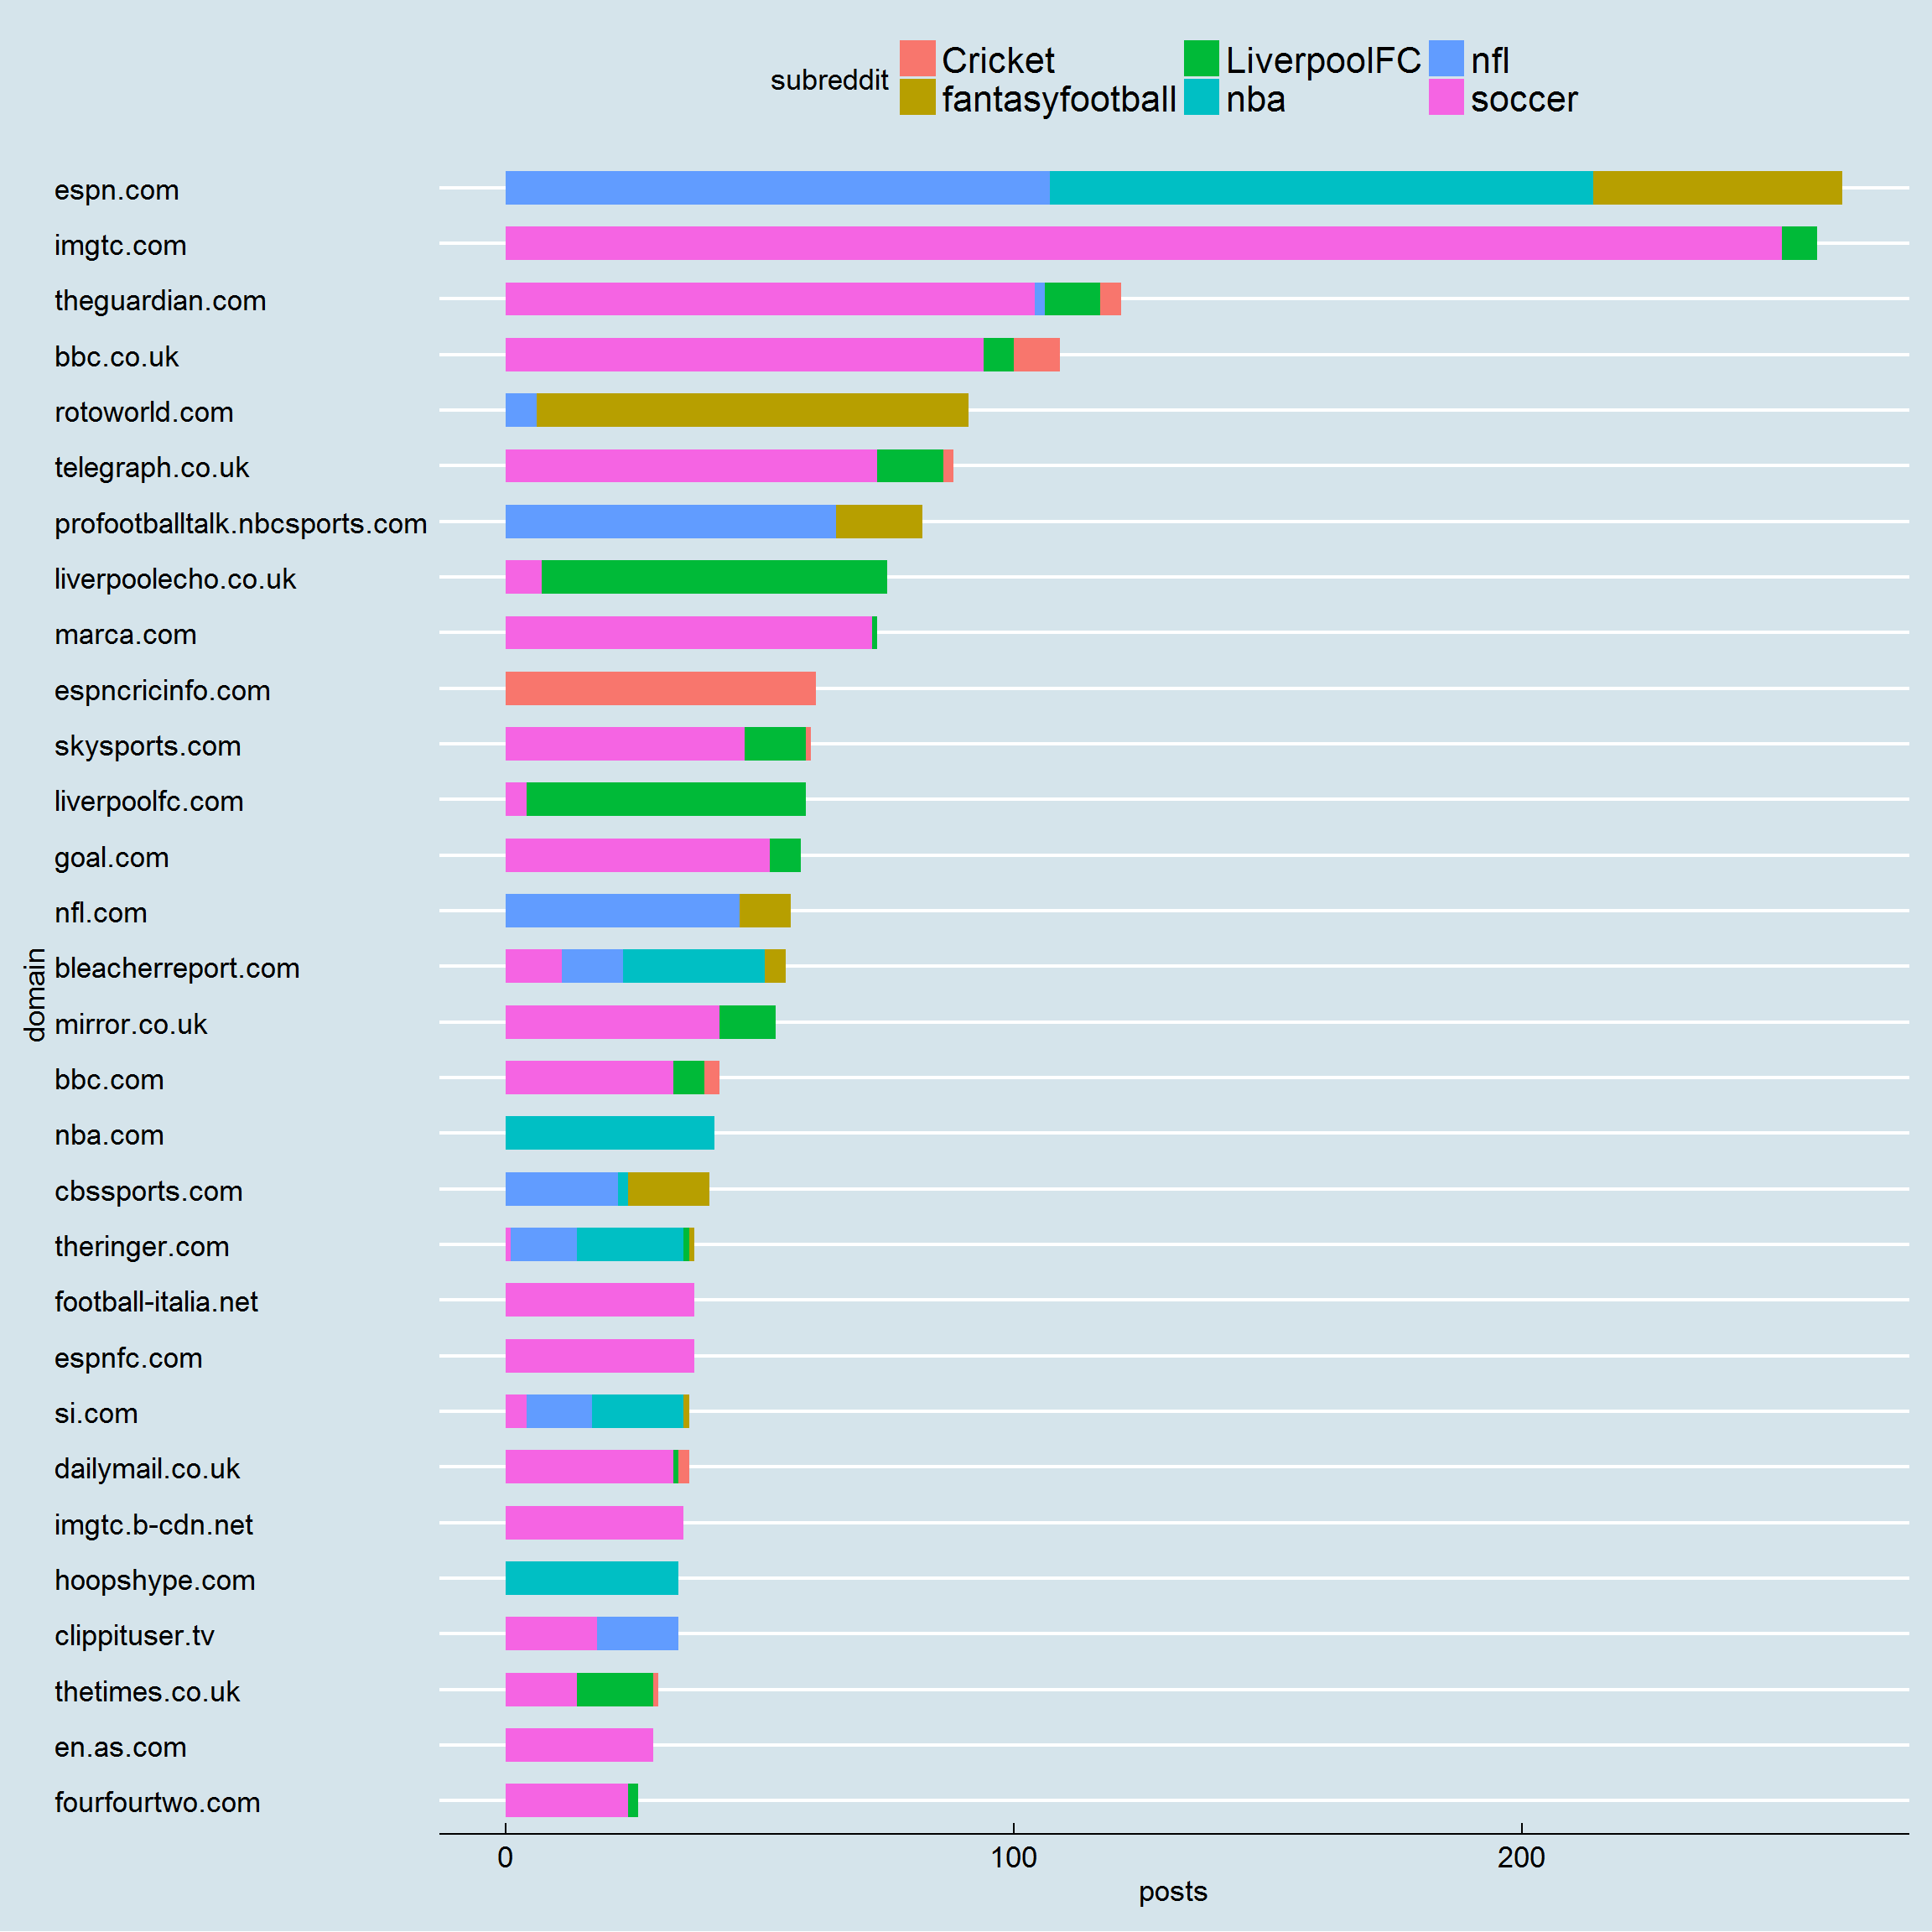 subreddit
Cricket LiverpoolFC nfl
fantasyfootball nba soccer
espn.com
imgtc.com
theguardian.com
bbc.co.uk
rotoworld.com
telegraph.co.uk
profootballtalk.nbcsports.com
liverpoolecho.co.uk
marca.com
espncricinfo.com
skysports.com
liverpoolfc.com
goal.com
nfl.com
bleacherreport.com
mirror.co.uk
bbc.com
nba.com
cbssports.com
theringer.com
football-italia.net
espnfc.com
si.com
dailymail.co.uk
imgtc.b-cdn.net
hoopshype.com
clippituser.tv
thetimes.co.uk
en.as.com
fourfourtwo.com
domain
0 100 200
posts